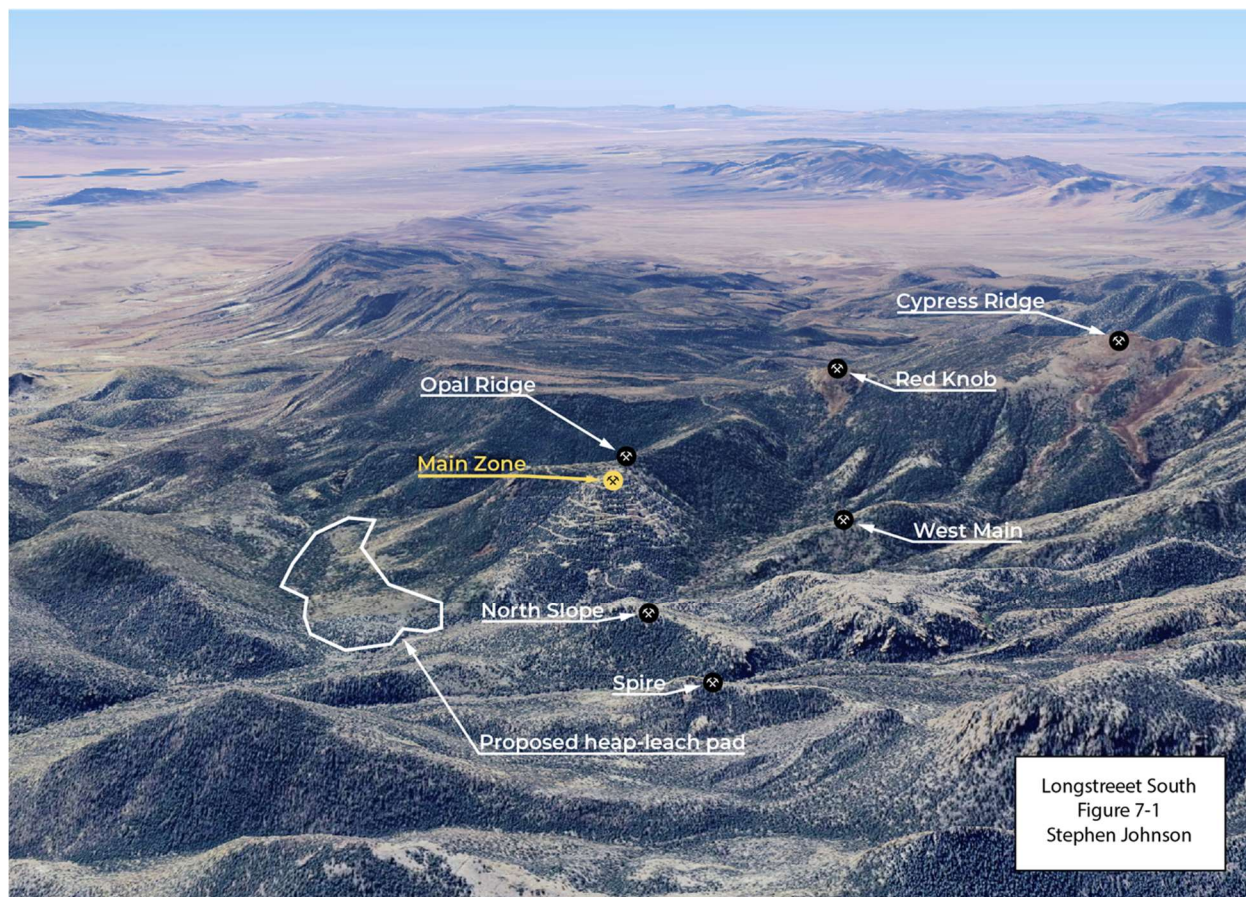 Cypress Ridge
Red Knob
Opal Ridge
Main Zone
West Main
North Slope
Spire
Proposed heap-leach pad
Longstreeet South
Figure 7-1
Stephen Johnson